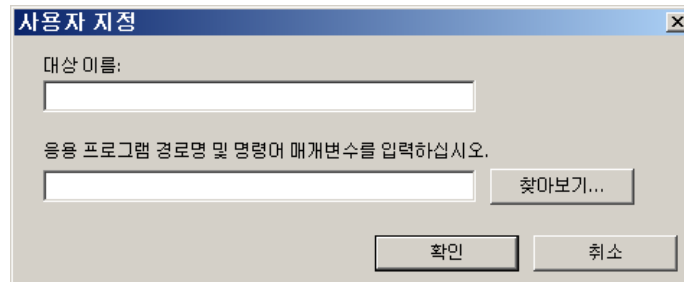 사용자 지정
대상 이름:
응용 프로그램 경로명 및 명령어 매개변수를 입력하십시오.
찾아보기...
확인 취소